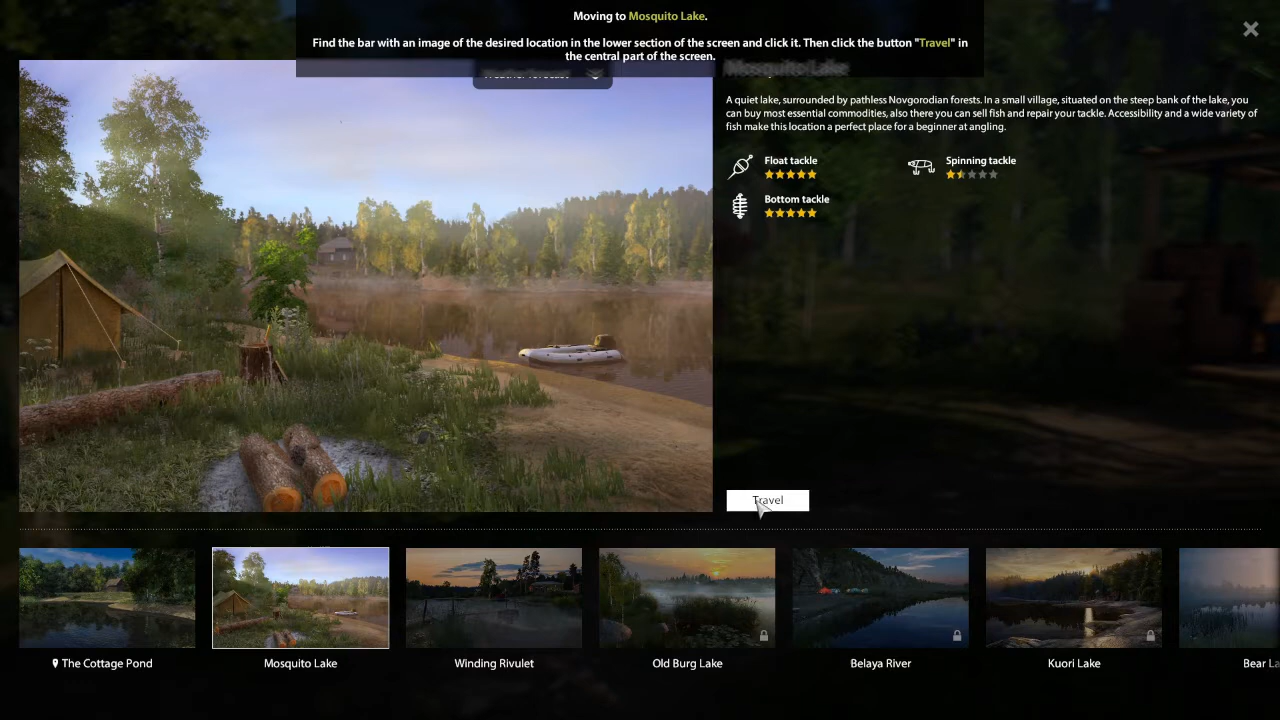 Moving to Mosquito Lake.
Find the bar with an image of the desired location in the lower section of the screen and click it. Then click the button "Travel" in
the central part of the screen.
Mosquito Lake
A quiet lake, surrounded by pathless Novgorodian forests. In a small village, situated on the steep bank of the lake, you
can buy most essential commodities, also there you can sell fish and repair your tackle. Accessibility and a wide variety of
fish make this location a perfect place for a beginner at angling.
Float tackle
Spinning tackle
Bottom tackle
Travel
The Cottage Pond
Mosquito Lake
Winding Rivulet
Old Burg Lake
Belaya River
Kuori Lake
Bear La